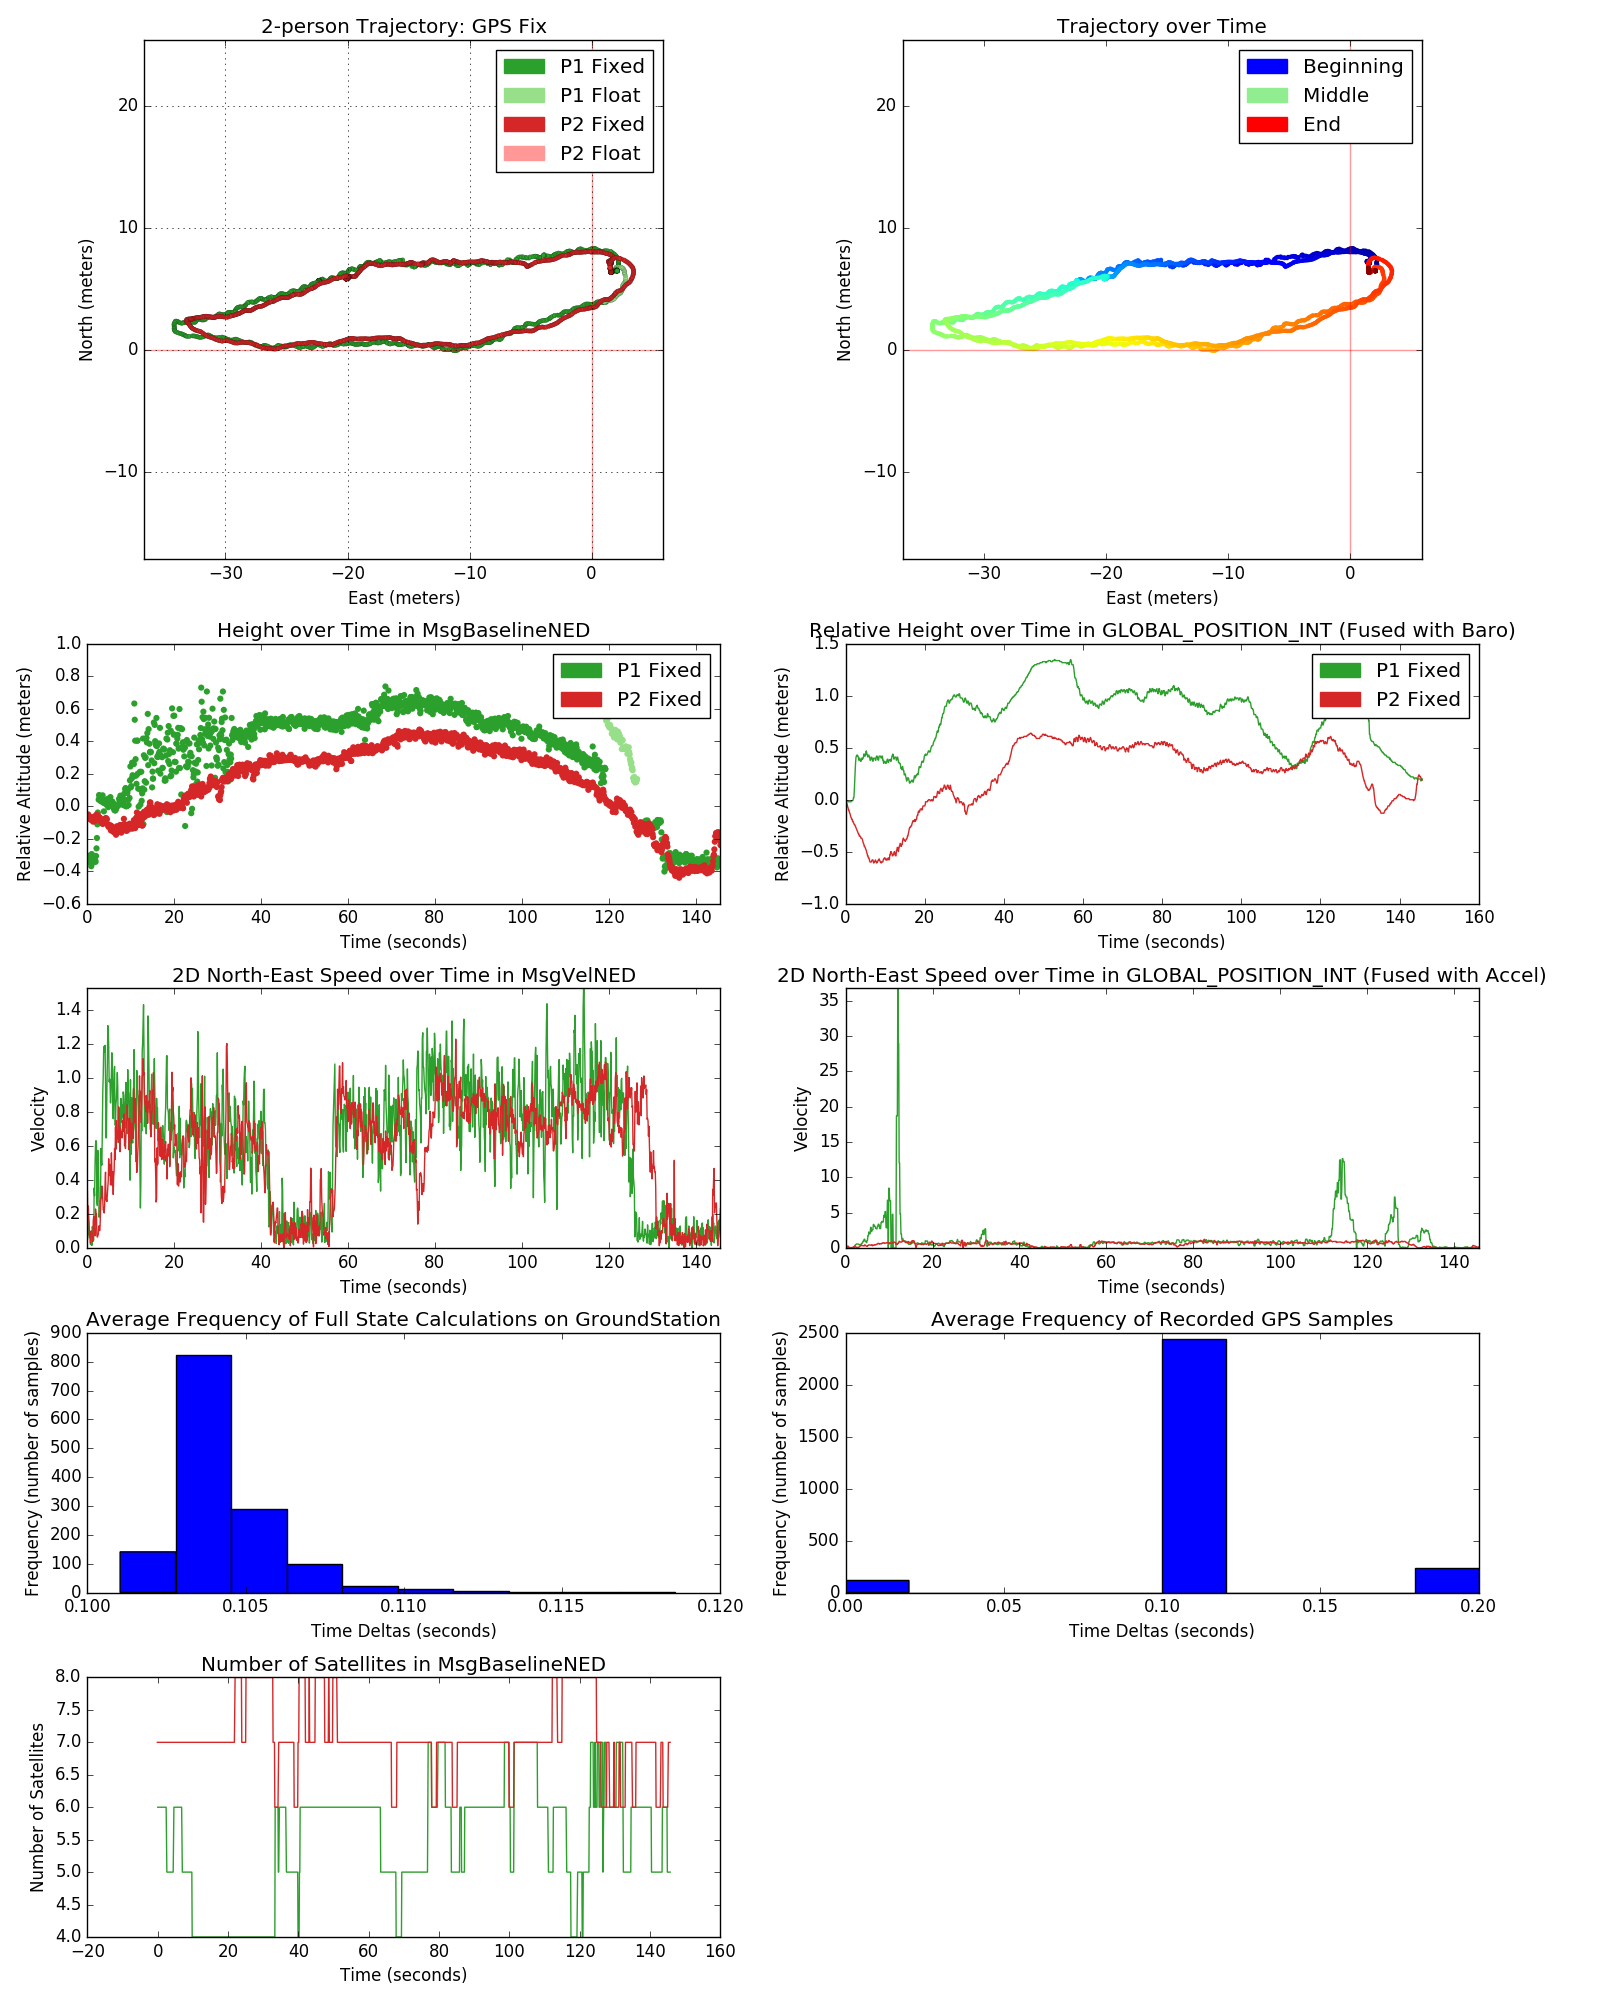 2-person Trajectory: GPS Fix
P1 Fixed
P1 Float
P2 Fixed
P2 Float
20
10
0
−10
North (meters)
−30 −20 −10 0
East (meters)
Trajectory over Time
Beginning
Middle
End
20
10
0
−10
North (meters)
−30 −20 −10 0
East (meters)
Height over Time in MsgBaselineNED
P1 Fixed
P2 Fixed
1.0
0.8
0.6
0.4
0.2
0.0
−0.2
−0.4
−0.6
Relative Altitude (meters)
0 20 40 60 80 100 120 140
Time (seconds)
Relative Height over Time in GLOBAL_POSITION_INT (Fused with Baro)
P1 Fixed
P2 Fixed
1.5
1.0
0.5
0.0
−0.5
−1.0
Relative Altitude (meters)
0 20 40 60 80 100 120 140 160
Time (seconds)
2D North-East Speed over Time in MsgVelNED
1.4
1.2
1.0
0.8
0.6
0.4
0.2
0.0
Velocity
0 20 40 60 80 100 120 140
Time (seconds)
2D North-East Speed over Time in GLOBAL_POSITION_INT (Fused with Accel)
35
30
25
20
15
10
5
0
Velocity
0 20 40 60 80 100 120 140
Time (seconds)
Average Frequency of Full State Calculations on GroundStation
900
800
700
600
500
400
300
200
100
0
Frequency (number of samples)
0.100 0.105 0.110 0.115 0.120
Time Deltas (seconds)
Average Frequency of Recorded GPS Samples
2500
2000
1500
1000
500
0
Frequency (number of samples)
0.00 0.05 0.10 0.15 0.20
Time Deltas (seconds)
Number of Satellites in MsgBaselineNED
8.0
7.5
7.0
6.5
6.0
5.5
5.0
4.5
4.0
Number of Satellites
−20 0 20 40 60 80 100 120 140 160
Time (seconds)